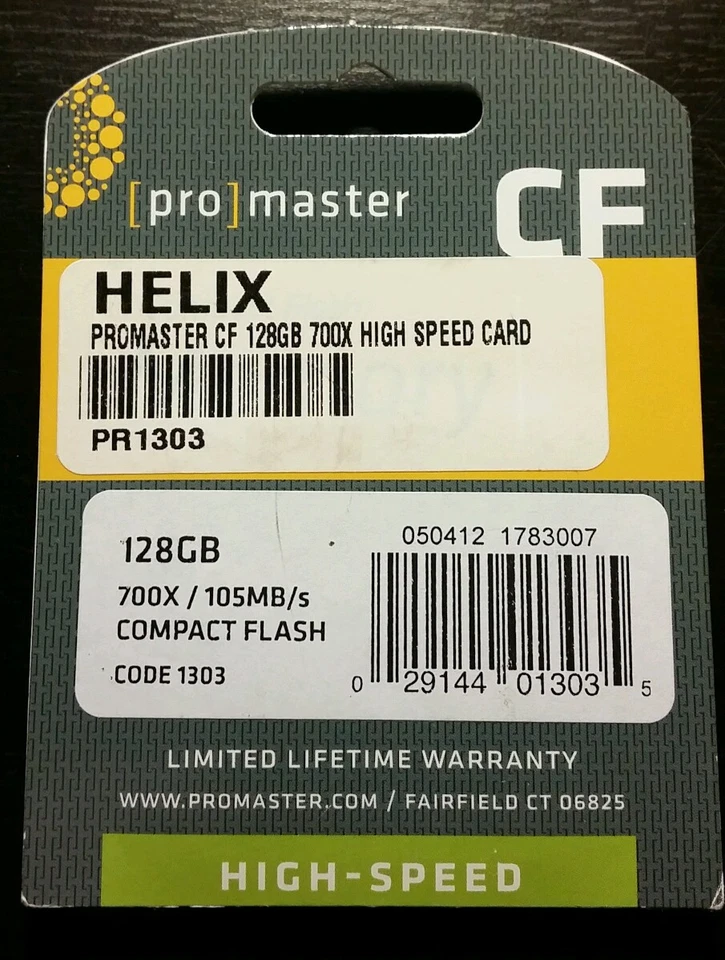 [pro]master
CF
HELIX
PROMASTER CF 128GB 700X HIGH SPEED CARD
PR1303
128GB
700X / 105MB/s
COMPACT FLASH
CODE 1303
050412 1783007
0 29144 01303 5
LIMITED LIFETIME WARRANTY
WWW.PROMASTER.COM / FAIRFIELD CT 06825
HIGH-SPEED